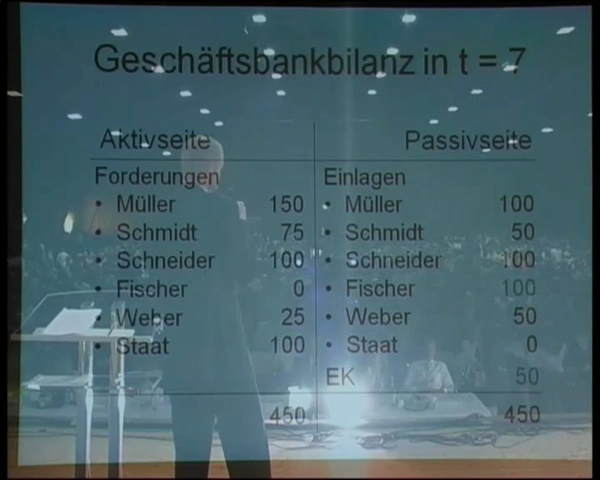 Geschäftsbankbilanz in t = 7
Aktivseite Passivseite
Forderungen Einlagen
• Müller 150 • Müller 100
• Schmidt 75 • Schmidt 50
• Schneider 100 • Schneider 100
• Fischer 0 • Fischer 100
• Weber 25 • Weber 50
• Staat 100 • Staat 0
EK 50
450 450